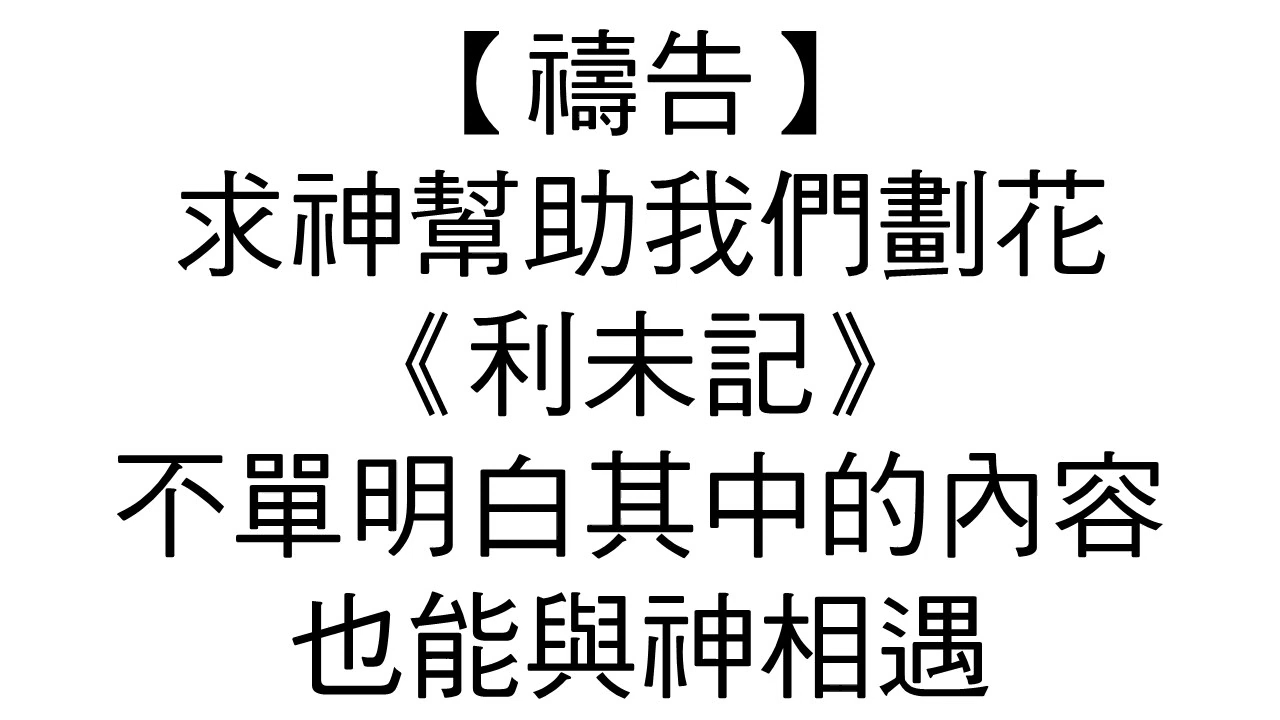 【禱告】
求神幫助我們劃花
《利未記》
不單明白其中的內容
也能與神相遇